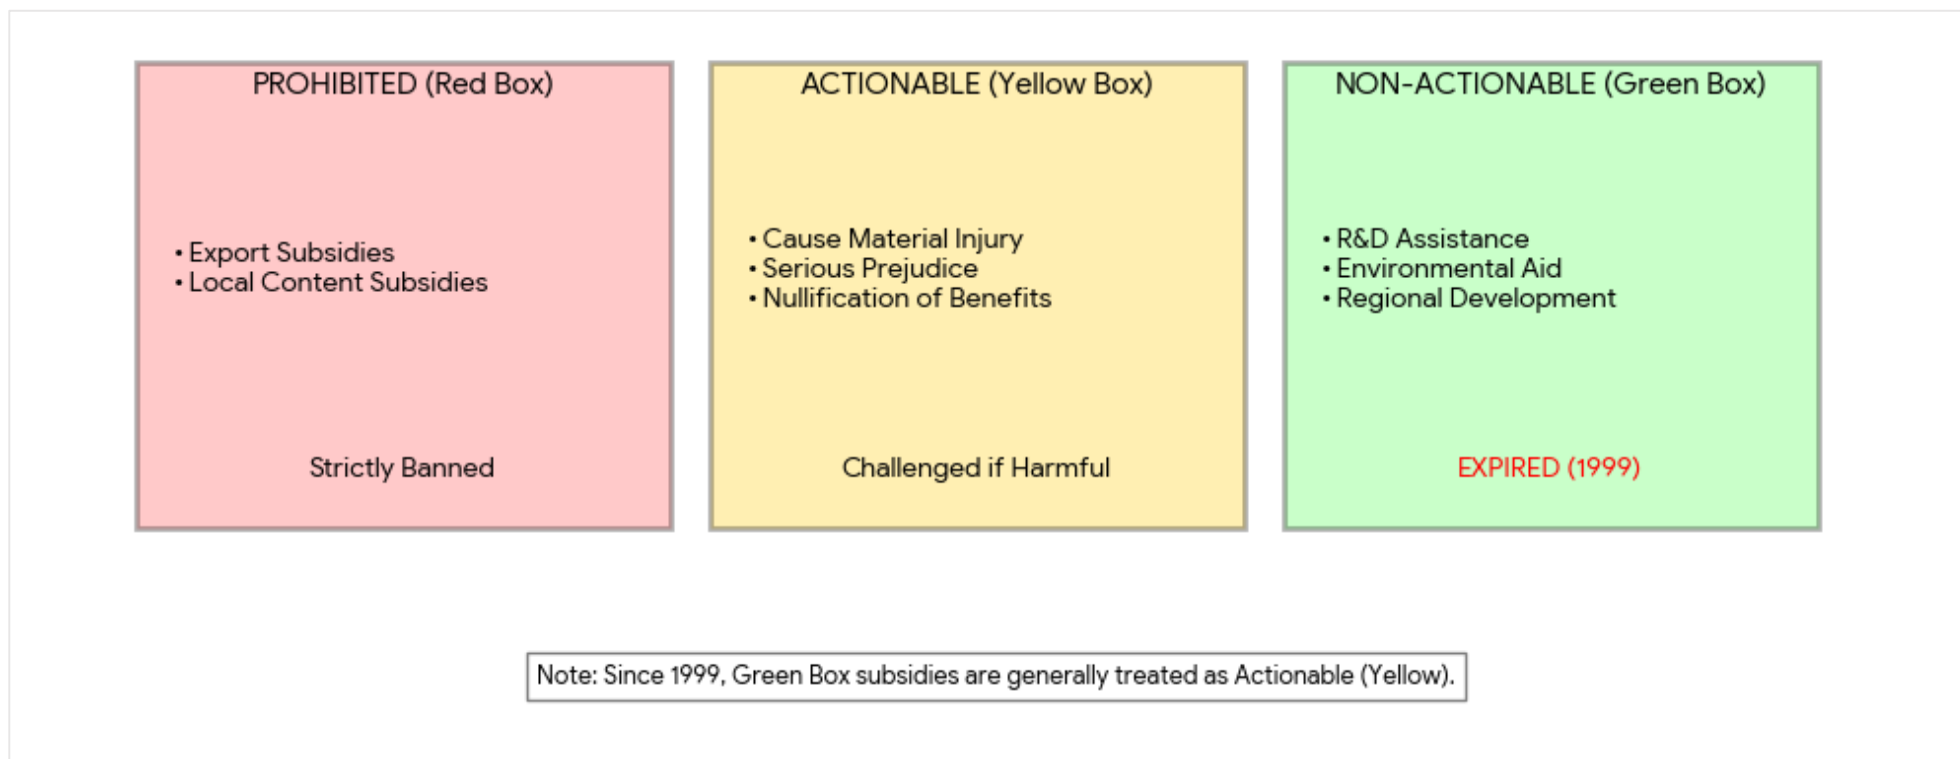 PROHIBITED (Red Box)
• Export Subsidies
• Local Content Subsidies
Strictly Banned
ACTIONABLE (Yellow Box)
• Cause Material Injury
• Serious Prejudice
• Nullification of Benefits
Challenged if Harmful
NON-ACTIONABLE (Green Box)
• R&D Assistance
• Environmental Aid
• Regional Development
EXPIRED (1999)
Note: Since 1999, Green Box subsidies are generally treated as Actionable (Yellow).